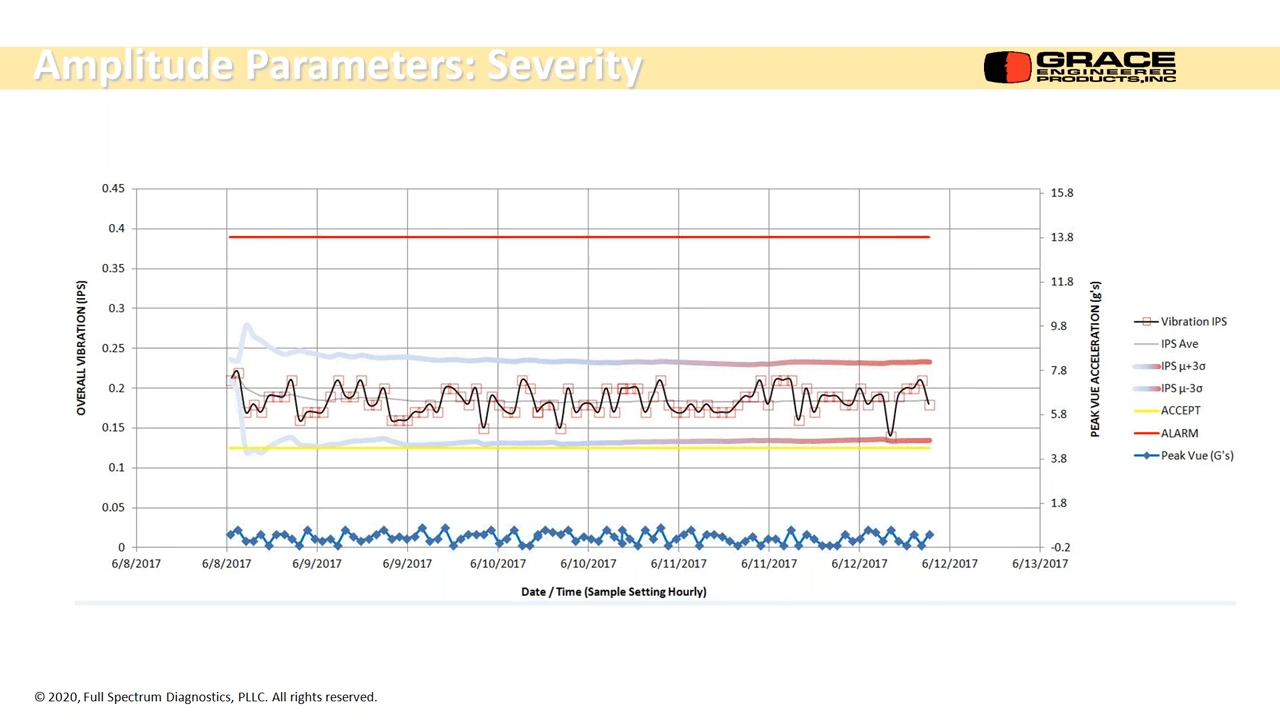 Amplitude Parameters: Severity
GRACE
ENGINEERED
PRODUCTS,INC
0.45
0.4
0.35
0.3
0.25
0.2
0.15
0.1
0.05
0
OVERALL VIBRATION (IPS)
15.8
13.8
11.8
9.8
7.8
5.8
3.8
1.8
-0.2
PEAK VUE ACCELERATION (g's)
Vibration IPS
IPS Ave
IPS µ+3σ
IPS µ-3σ
ACCEPT
ALARM
Peak Vue (G's)
6/8/2017 6/8/2017 6/9/2017 6/9/2017 6/10/2017 6/10/2017 6/11/2017 6/11/2017 6/12/2017 6/12/2017 6/13/2017
Date / Time (Sample Setting Hourly)
© 2020, Full Spectrum Diagnostics, PLLC. All rights reserved.